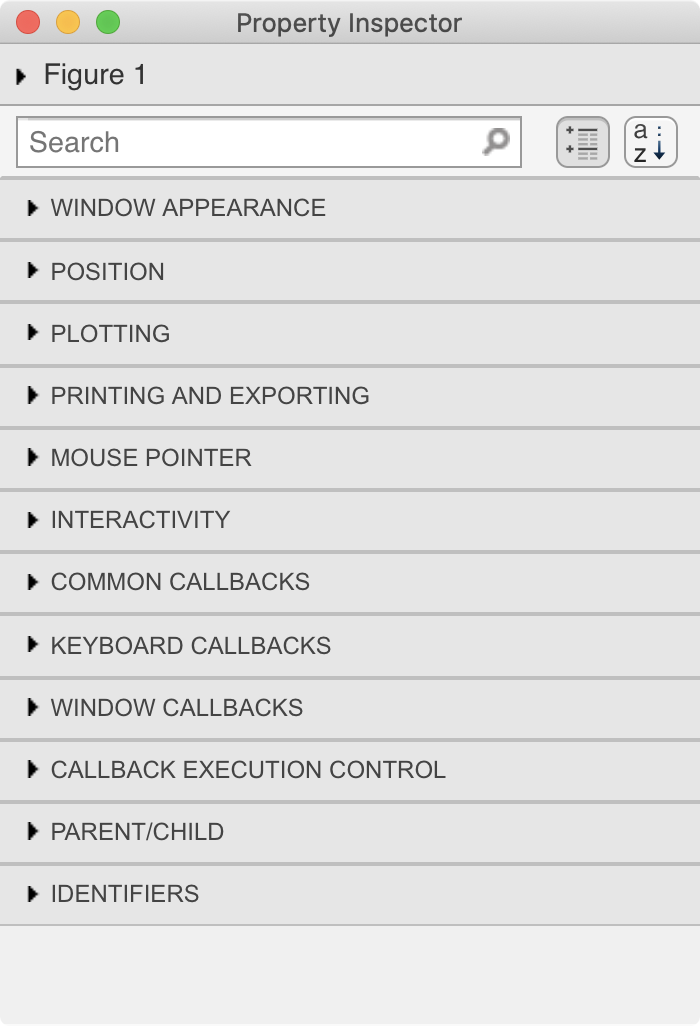 Property Inspector
Figure 1
Search
a
z
WINDOW APPEARANCE
POSITION
PLOTTING
PRINTING AND EXPORTING
MOUSE POINTER
INTERACTIVITY
COMMON CALLBACKS
KEYBOARD CALLBACKS
WINDOW CALLBACKS
CALLBACK EXECUTION CONTROL
PARENT/CHILD
IDENTIFIERS